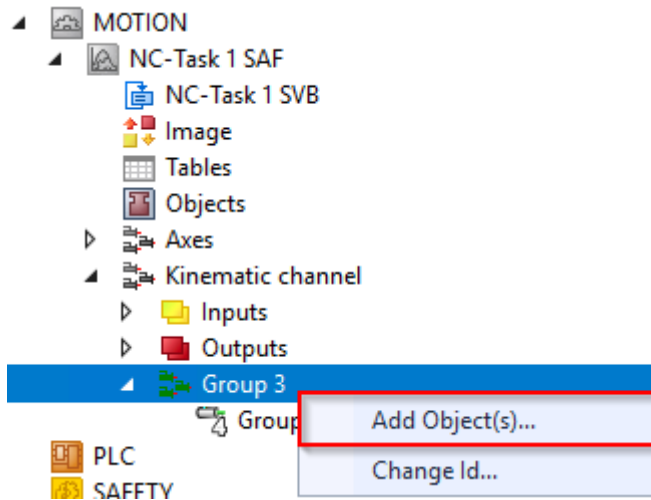 MOTION
NC-Task 1 SAF
NC-Task 1 SVB
Image
Tables
Objects
Axes
Kinematic channel
Inputs
Outputs
Group 3
Group
Add Object(s)...
PLC
Change Id...
SAFETY